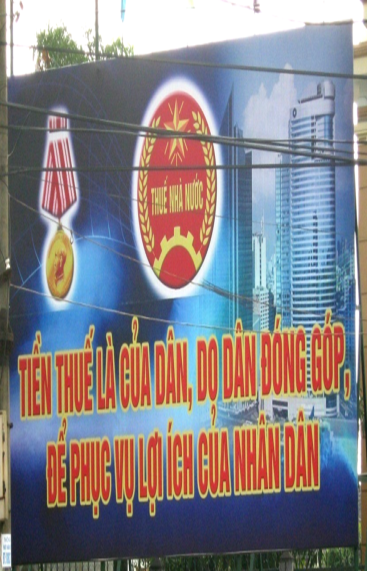 THUẾ NHÀ NƯỚC
TIỀN THUẾ LÀ CỦA DÂN, DO DÂN ĐÓNG GÓP,
ĐỂ PHỤC VỤ LỢI ÍCH CỦA NHÂN DÂN